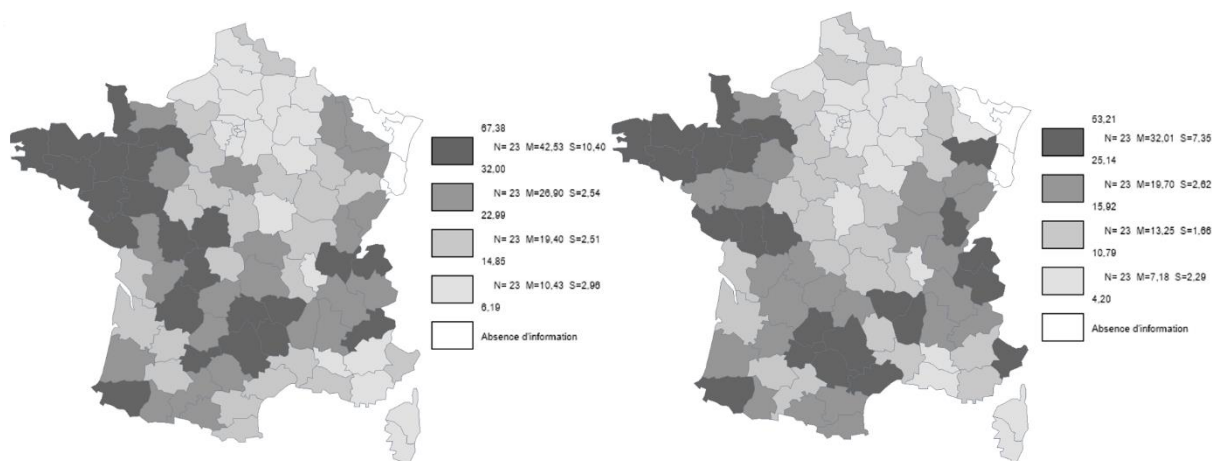 67,38
N= 23 M=42,53 S=10,40
32,00
N= 23 M=26,90 S=2,54
22,99
N= 23 M=19,40 S=2,51
14,85
N= 23 M=10,43 S=2,96
6,19
Absence d'information
53,21
N= 23 M=32,01 S=7,35
25,14
N= 23 M=19,70 S=2,62
15,92
N= 23 M=13,25 S=1,66
10,79
N= 23 M=7,18 S=2,29
4,20
Absence d'information